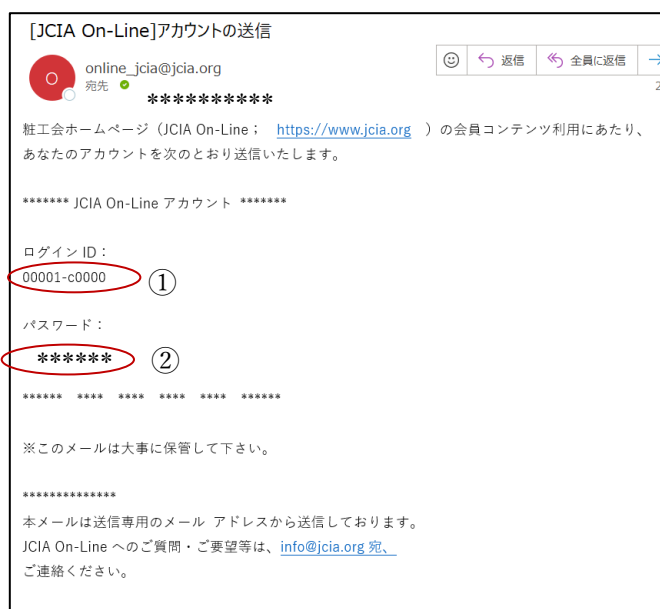 [JCIA On-Line]アカウントの送信
O
online_jcia@jcia.org
返信
全員に返信
宛先
**********
2
粧工会ホームページ（JCIA On-Line； https://www.jcia.org ）の会員コンテンツ利用にあたり、
あなたのアカウントを次のとおり送信いたします。
******* JCIA On-Line アカウント *******
ログイン ID：
00001-c0000 ①
パスワード：
****** ②
****** **** **** **** **** ******
※このメールは大事に保管して下さい。
**************
本メールは送信専用のメール アドレスから送信しております。
JCIA On-Line へのご質問・ご要望等は、info@jcia.org 宛、
ご連絡ください。